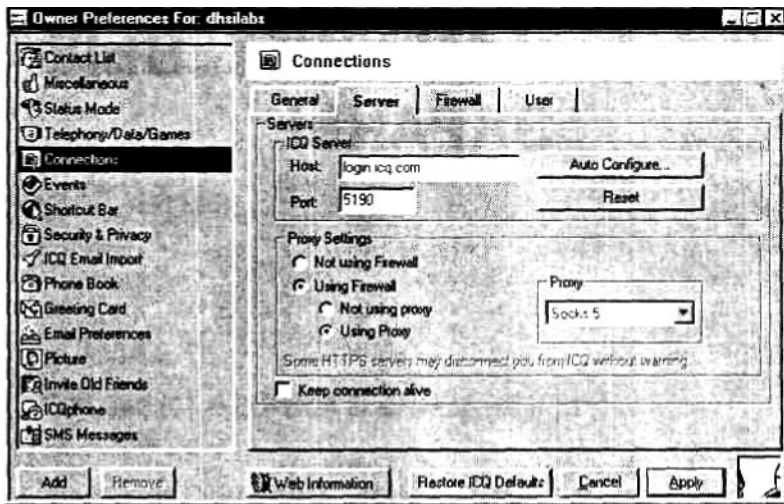 Owner Preferences For: dhsilabs
Contact List
Miscellaneous
Status Mode
Telephony/Data/Games
Connections
Events
Shortcut Bar
Security & Privacy
ICQ Email Import
Phone Book
Greeting Card
Email Preferences
Picture
Invite Old Friends
ICQphone
SMS Messages
Add
Remove
Connections
General
Server
Firewall
User
Servers
ICQ Server
Host:
login.icq.com
Auto Configure...
Port:
5190
Reset
Proxy Settings
Not using Firewall
Using Firewall
Not using proxy
Using Proxy
Proxy
Socks 5
Some HTTPS servers may disconnect you from ICQ without warning
Keep connection alive
Web Information
Restore ICQ Defaults
Cancel
Apply